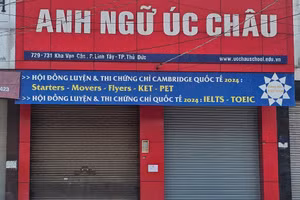 ANH NGỮ ÚC CHÂU
729 - 731 Kha Vạn Cân, P. Linh Tây - TP. Thủ Đức
www.ucchauschool.edu.vn
>> HỘI ĐỒNG LUYỆN & THI CHỨNG CHỈ CAMBRIDGE QUỐC TẾ 2024 :
Starters - Movers - Flyers - KET - PET
>> HỘI ĐỒNG LUYỆN & THI CHỨNG CHỈ QUỐC TẾ 2024 : IELTS - TOEIC